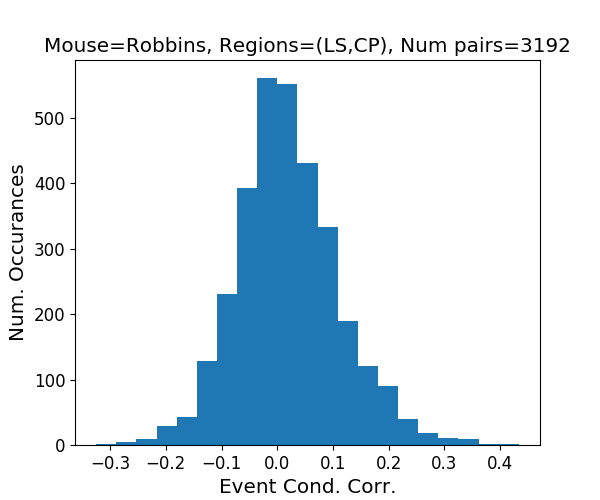 Mouse=Robbins, Regions=(LS,CP), Num pairs=3192
Num. Occurances
500
400
300
200
100
0
−0.3 −0.2 −0.1 0.0 0.1 0.2 0.3 0.4
Event Cond. Corr.